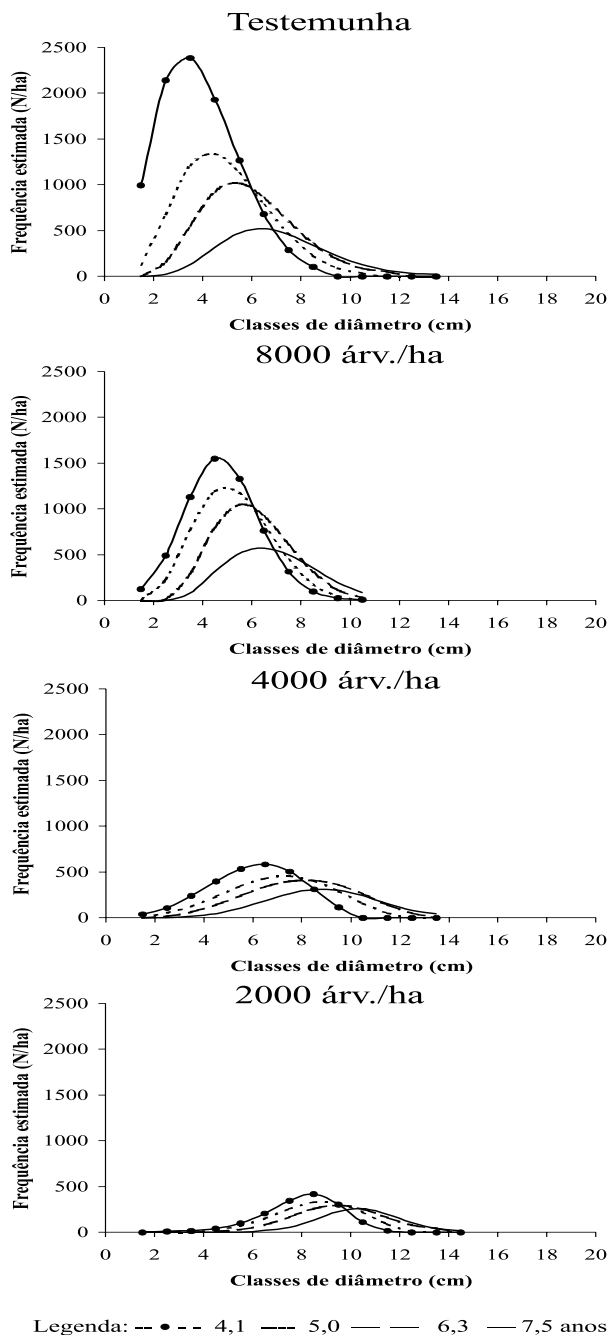 Testemunha
Frequência estimada (N/ha)
2500
2000
1500
1000
500
0
0 2 4 6 8 10 12 14 16 18 20
Classes de diâmetro (cm)
8000 árv./ha
Frequência estimada (N/ha)
2500
2000
1500
1000
500
0
0 2 4 6 8 10 12 14 16 18 20
Classes de diâmetro (cm)
4000 árv./ha
Frequência estimada (N/ha)
2500
2000
1500
1000
500
0
0 2 4 6 8 10 12 14 16 18 20
Classes de diâmetro (cm)
2000 árv./ha
Frequência estimada (N/ha)
2500
2000
1500
1000
500
0
0 2 4 6 8 10 12 14 16 18 20
Classes de diâmetro (cm)
Legenda: 4,1 5,0 6,3 7,5 anos